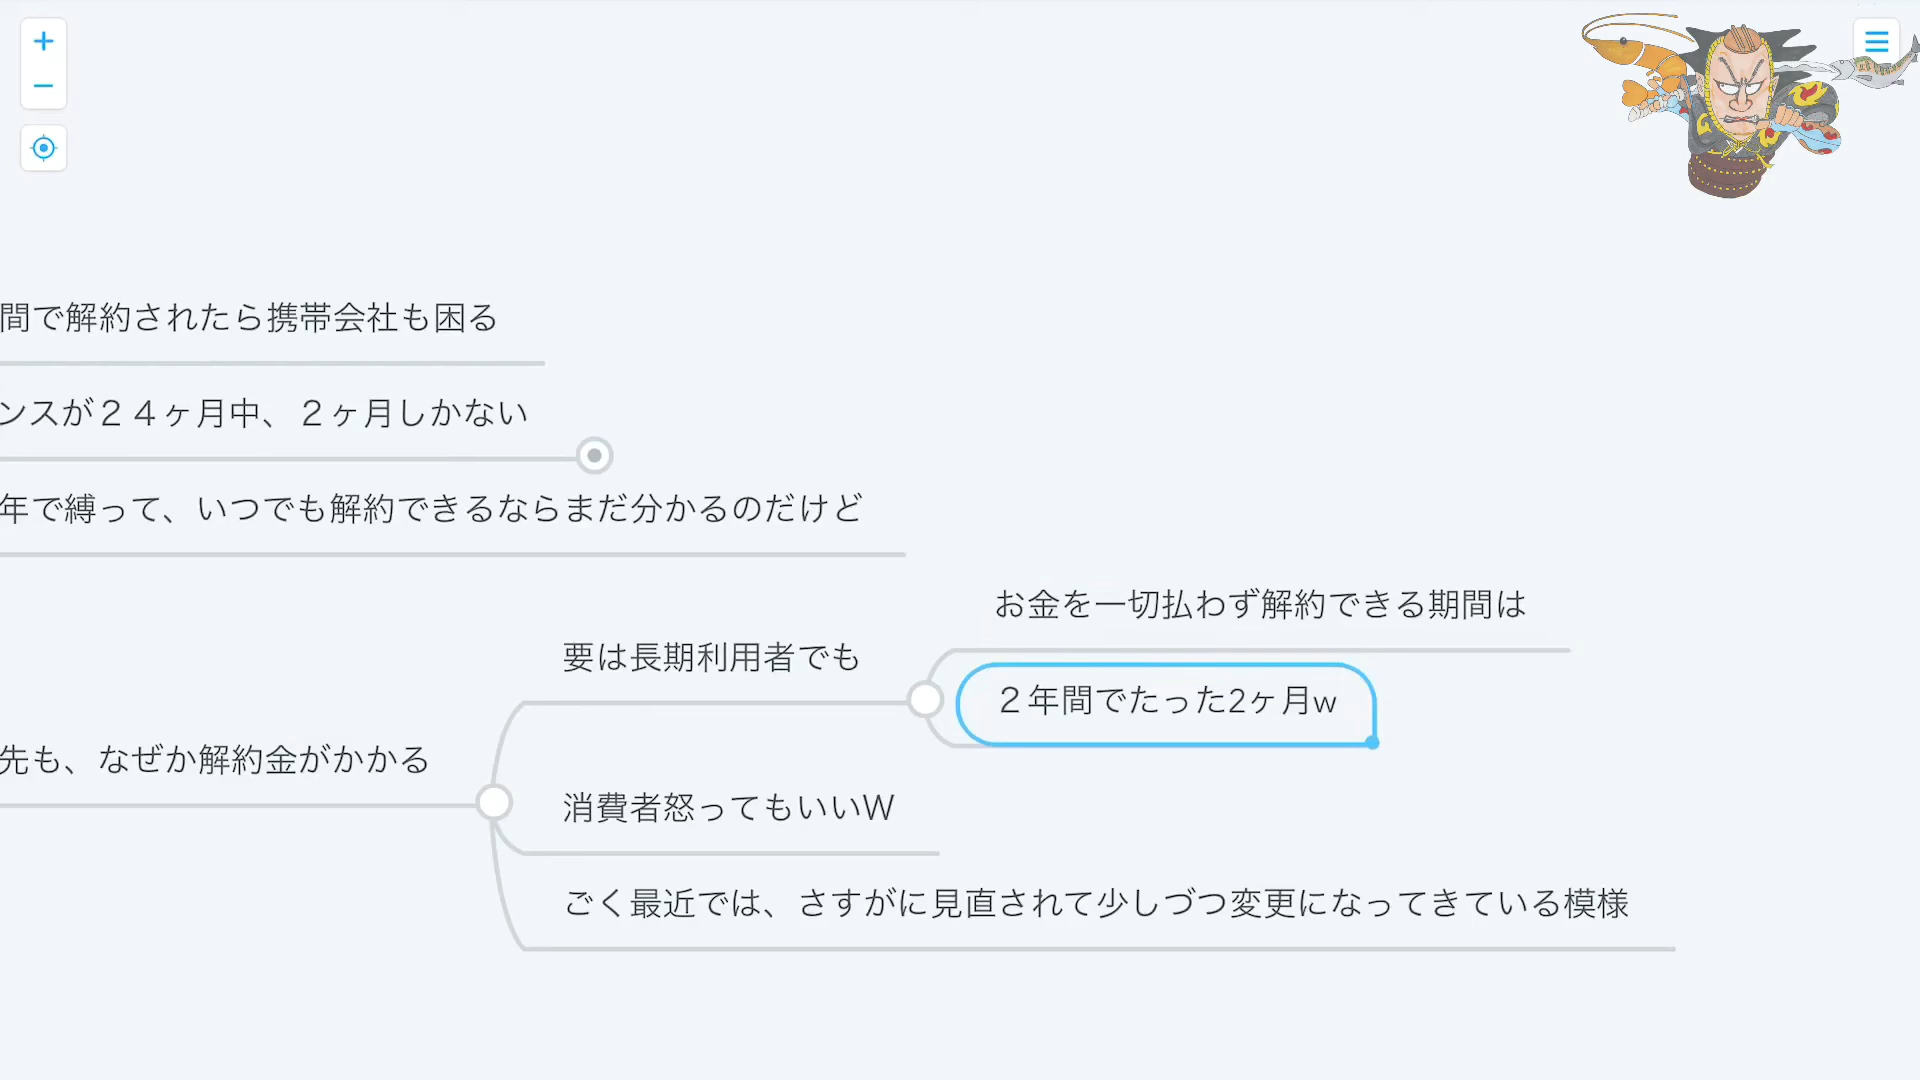 間で解約されたら携帯会社も困る
ンスが２４ヶ月中、２ヶ月しかない
年で縛って、いつでも解約できるならまだ分かるのだけど
お金を一切払わず解約できる期間は
要は長期利用者でも
２年間でたった2ヶ月w
先も、なぜか解約金がかかる
消費者怒ってもいいW
ごく最近では、さすがに見直されて少しづつ変更になってきている模様